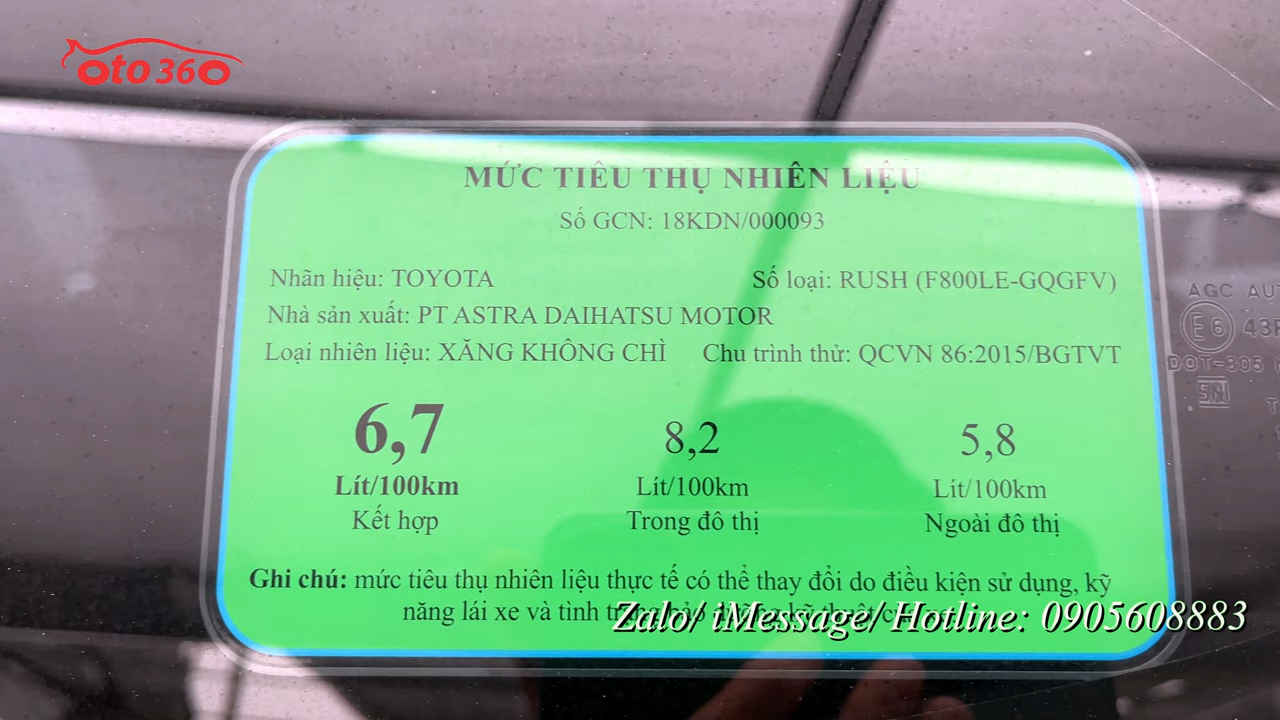 oto360
MỨC TIÊU THỤ NHIÊN LIỆU
Số GCN: 18KDN/000093
Nhãn hiệu: TOYOTA Số loại: RUSH (F800LE-GQGFV)
Nhà sản xuất: PT ASTRA DAIHATSU MOTOR
Loại nhiên liệu: XĂNG KHÔNG CHÌ Chu trình thử: QCVN 86:2015/BGTVT
6,7 8,2 5,8
Lít/100km Lít/100km Lít/100km
Kết hợp Trong đô thị Ngoài đô thị
Ghi chú: mức tiêu thụ nhiên liệu thực tế có thể thay đổi do điều kiện sử dụng, kỹ
năng lái xe và tình
Zalo/ iMessage/ Hotline: 0905608883
AGC
E6
DOT-305
SNI